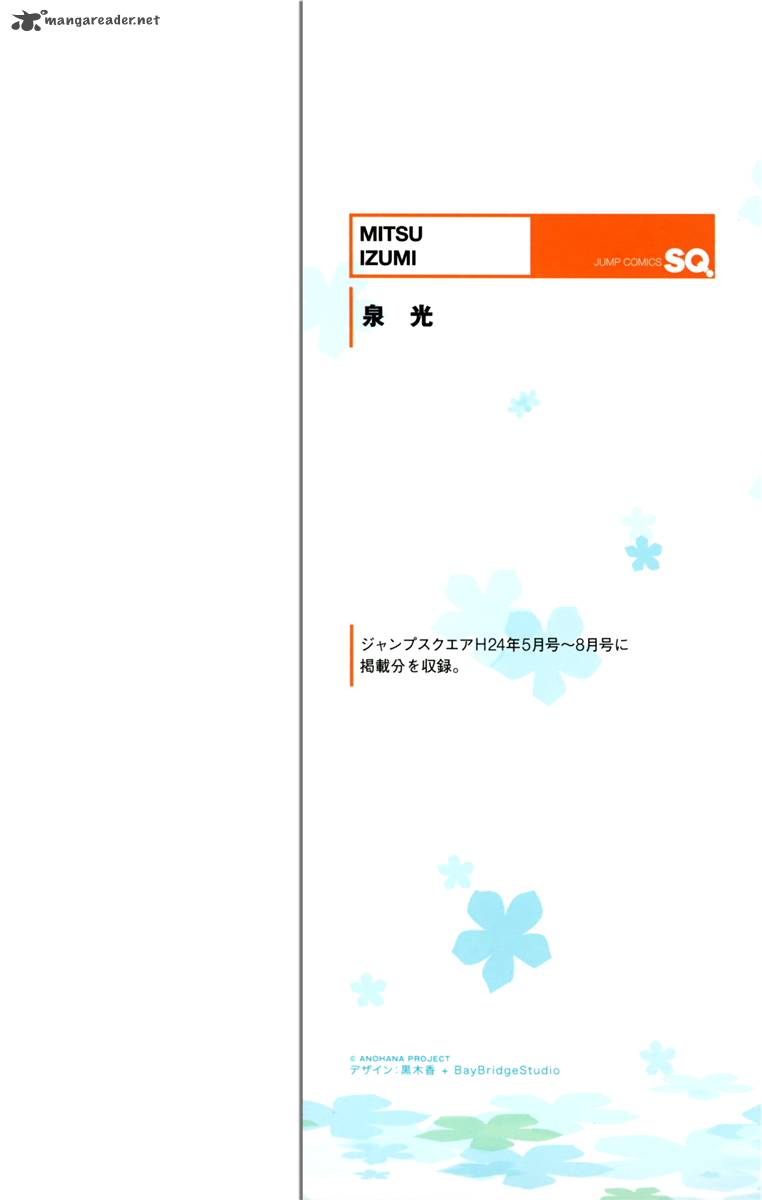 mangareader.net
MITSU
IZUMI
JUMP COMICS SQ.
泉 光
ジャンプスクエアH24年5月号〜8月号に
掲載分を収録。
© ANOHANA PROJECT
デザイン:黒木香 + BayBridgeStudio